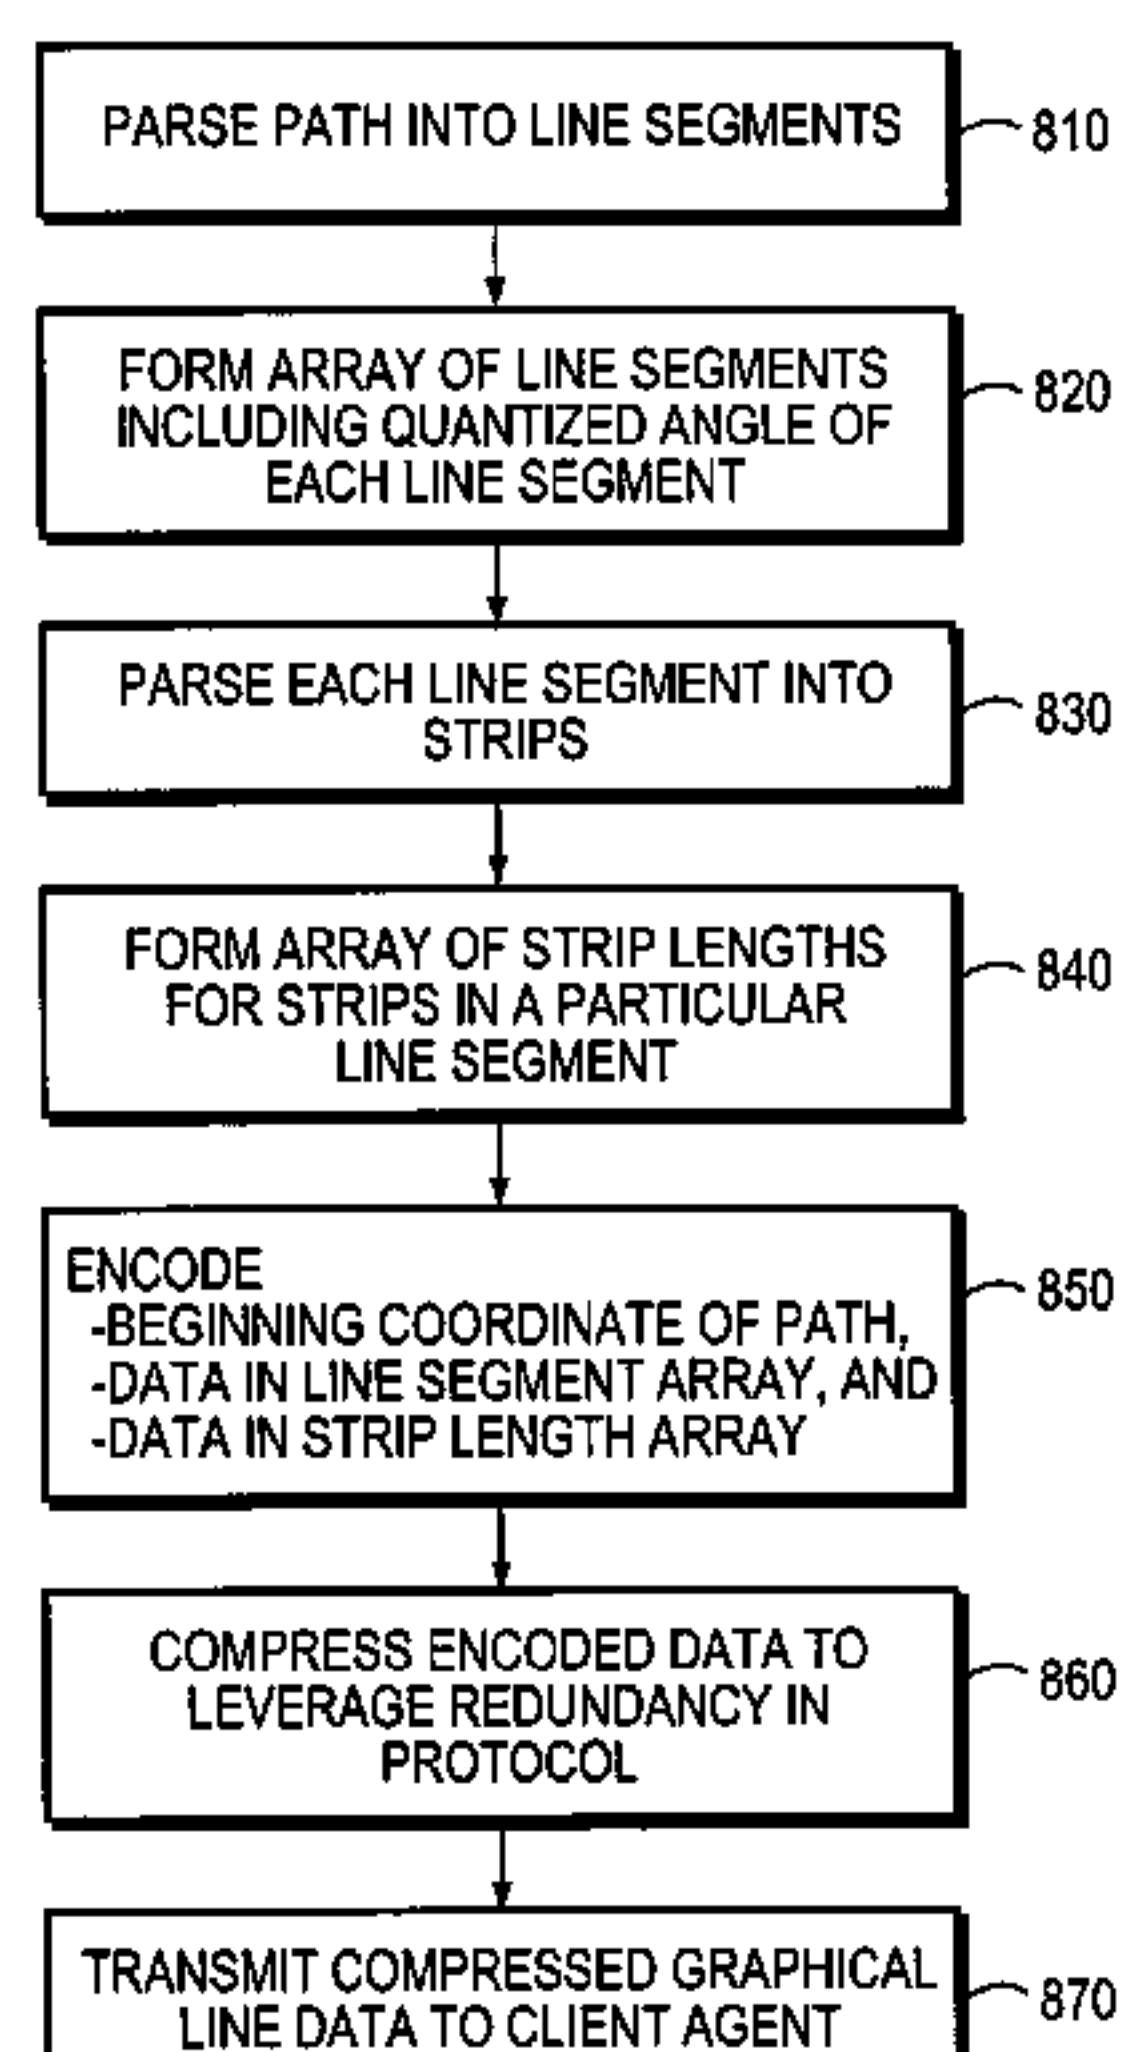 PARSE PATH INTO LINE SEGMENTS
810
FORM ARRAY OF LINE SEGMENTS
INCLUDING QUANTIZED ANGLE OF
EACH LINE SEGMENT
820
PARSE EACH LINE SEGMENT INTO
STRIPS
830
FORM ARRAY OF STRIP LENGTHS
FOR STRIPS IN A PARTICULAR
LINE SEGMENT
840
ENCODE
-BEGINNING COORDINATE OF PATH,
-DATA IN LINE SEGMENT ARRAY, AND
-DATA IN STRIP LENGTH ARRAY
850
COMPRESS ENCODED DATA TO
LEVERAGE REDUNDANCY IN
PROTOCOL
860
TRANSMIT COMPRESSED GRAPHICAL
LINE DATA TO CLIENT AGENT
870